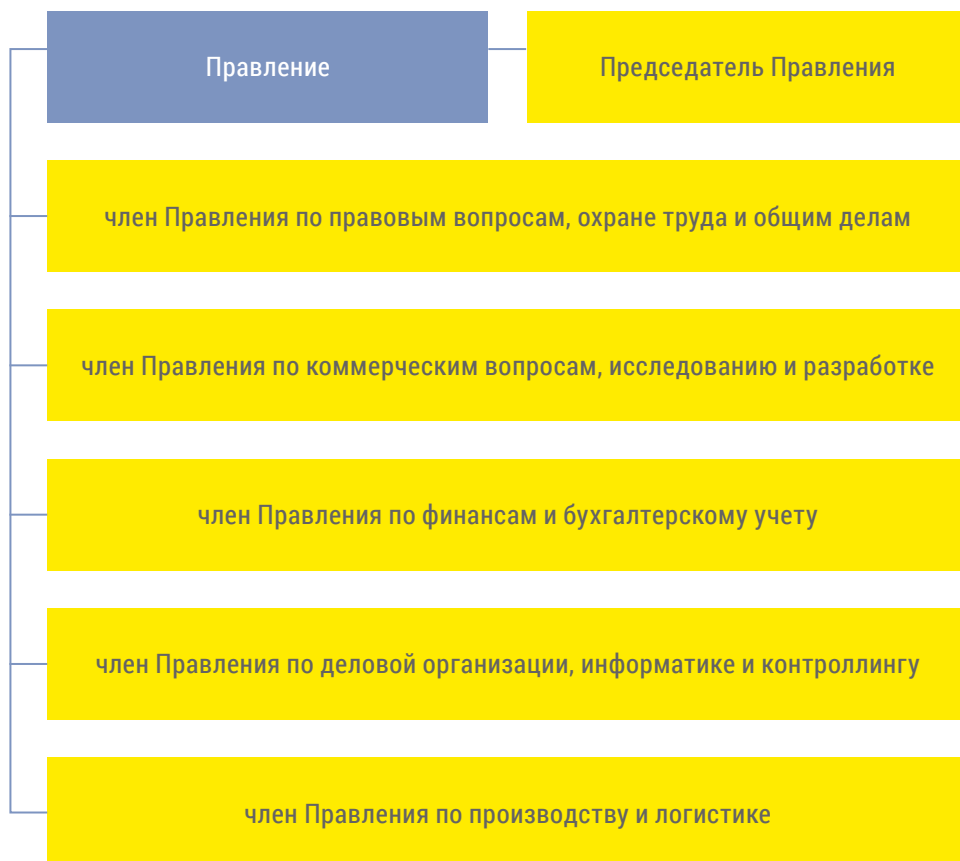 Правление
Председатель Правления
член Правления по правовым вопросам, охране труда и общим делам
член Правления по коммерческим вопросам, исследованию и разработке
член Правления по финансам и бухгалтерскому учету
член Правления по деловой организации, информатике и контроллингу
член Правления по производству и логистике